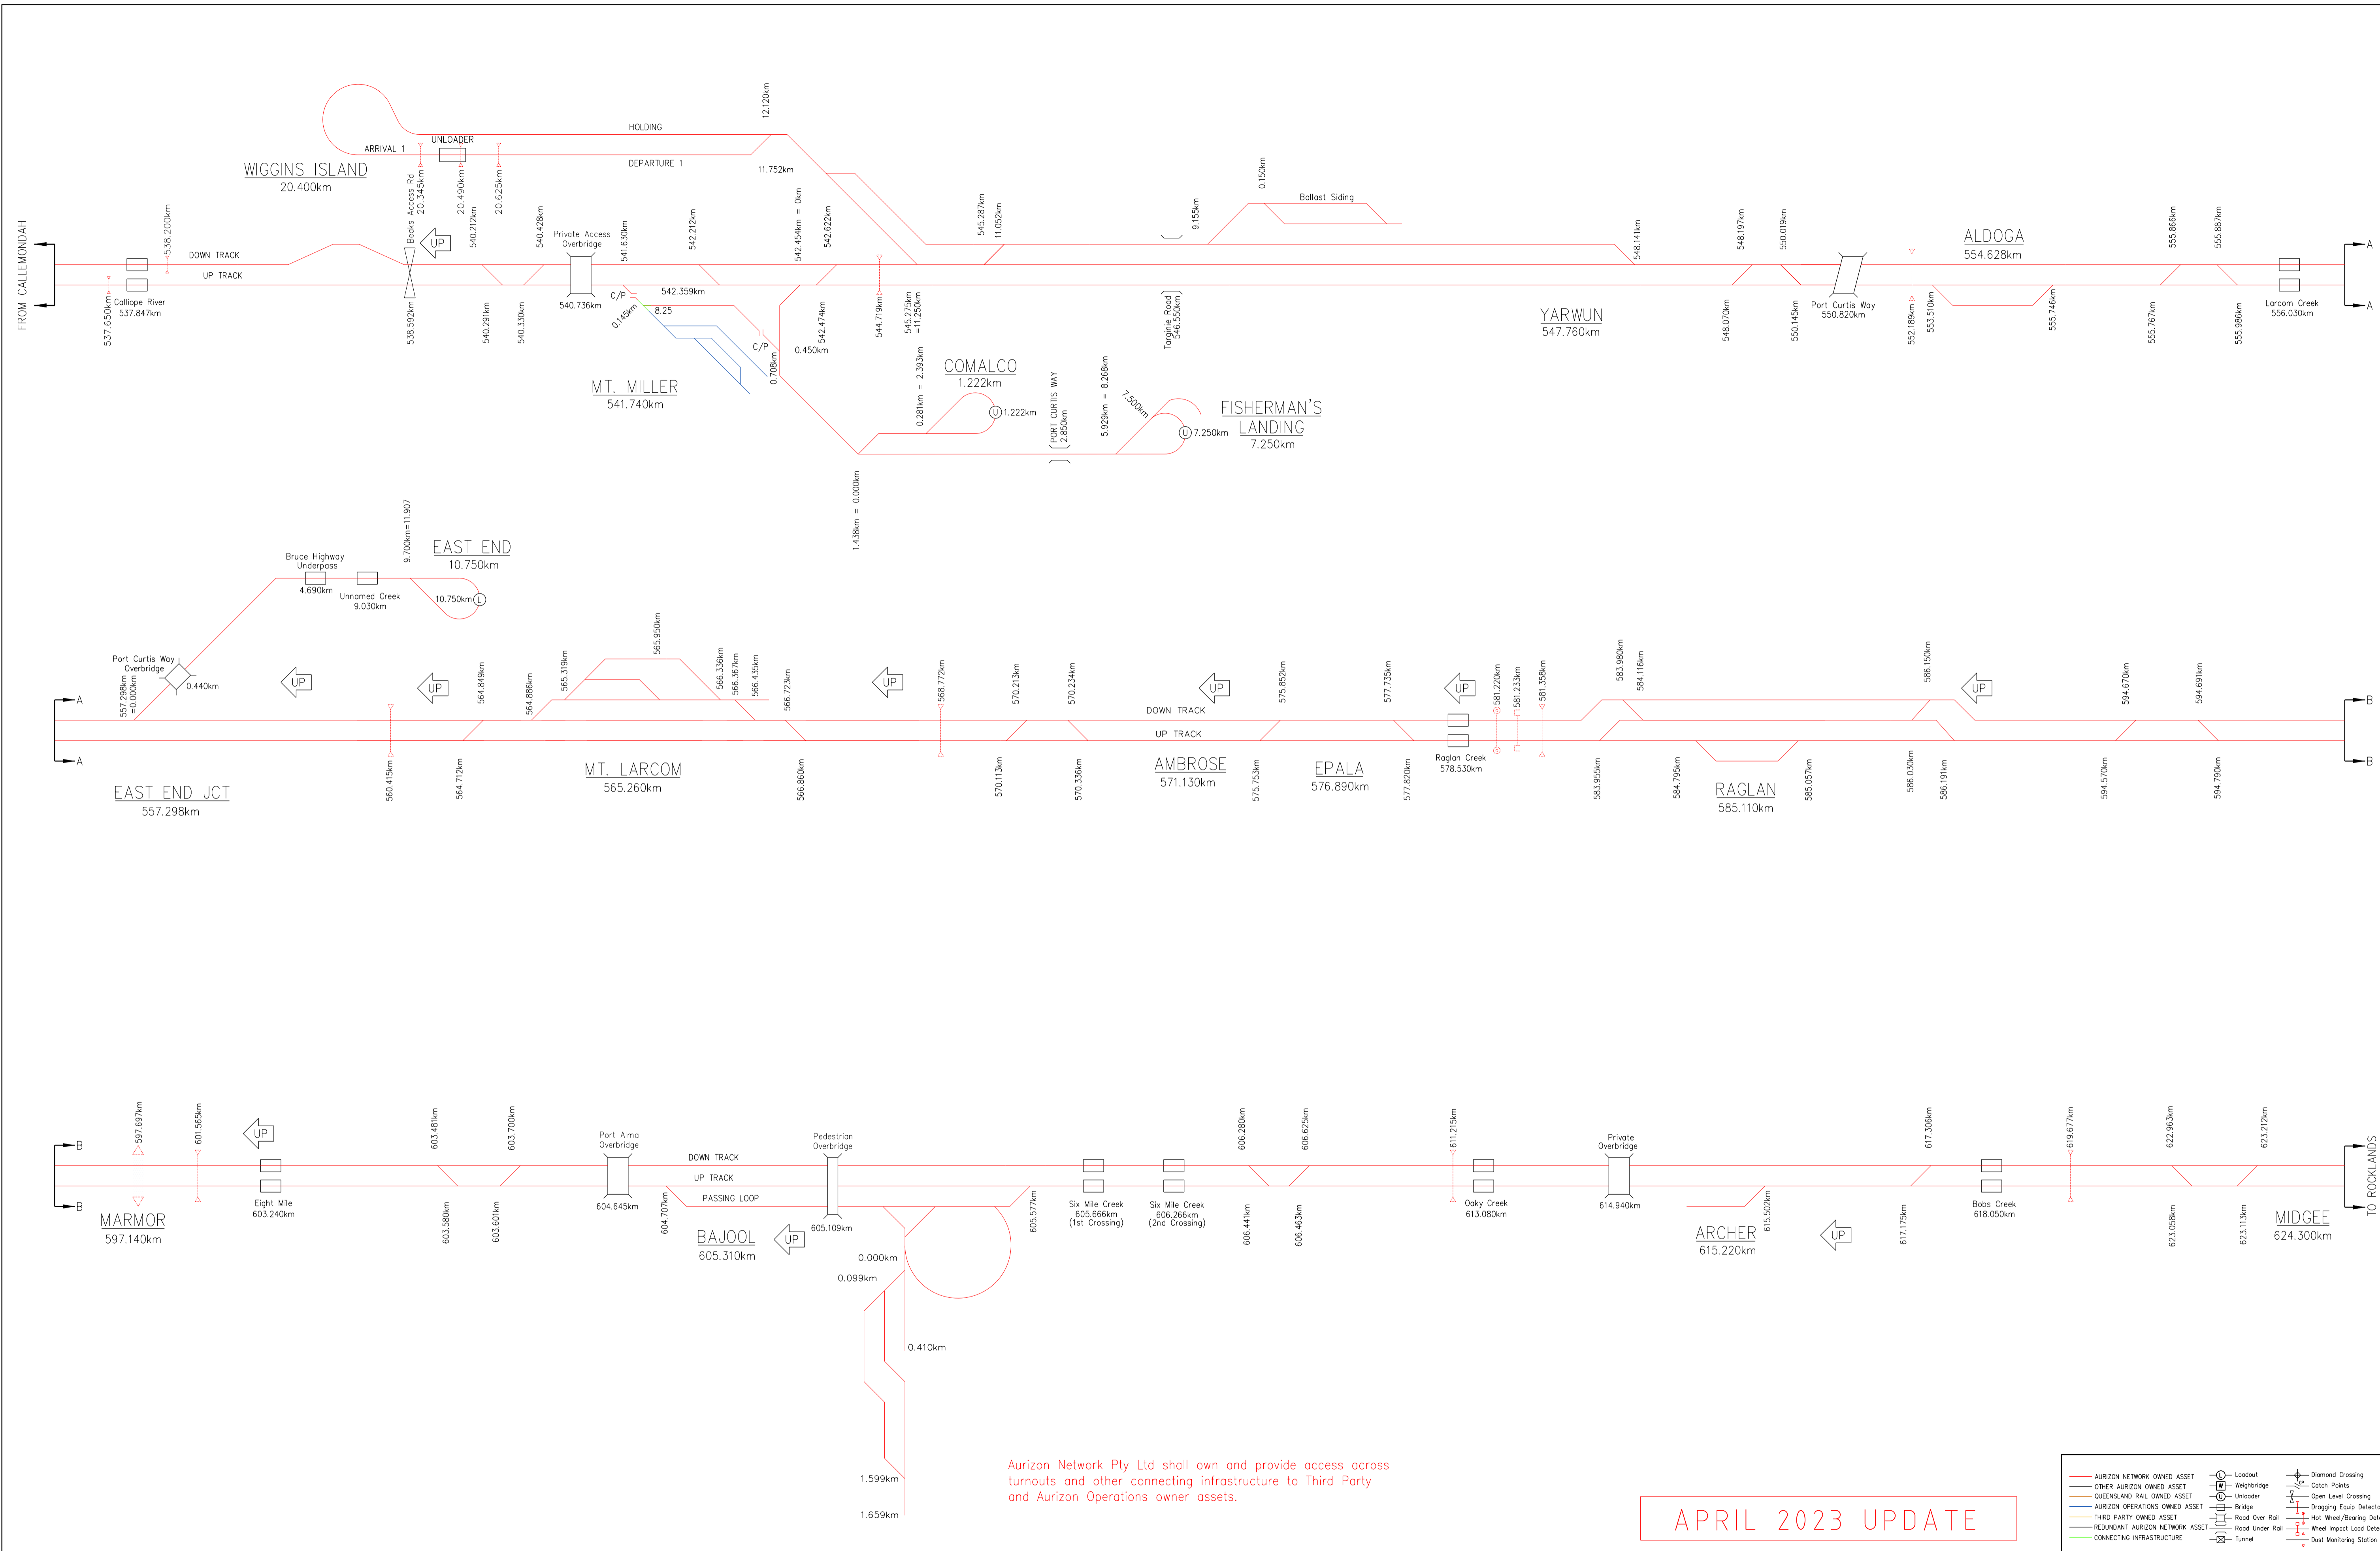 12.120km
HOLDING
UNLOADER
ARRIVAL 1
DEPARTURE 1
WIGGINS ISLAND
20.400km
11.752km
0.150km
Ballast Siding
20.345km
20.490km
20.625km
Beaks Access Rd
538.200km
FROM CALLEMONDAH
DOWN TRACK
UP TRACK
UP
537.650km
Calliope River
537.847km
538.592km
540.212km
540.428km
540.291km
540.330km
Private Access
Overbridge
540.736km
541.630km
542.212km
542.359km
C/P
0.145km
8.25
C/P
0.708km
0.450km
MT. MILLER
541.740km
542.454km = 0km
542.622km
542.474km
544.719km
545.275km
=11.250km
545.287km
11.052km
9.155km
Targinie Road
546.550km
COMALCO
1.222km
U
1.222km
0.281km = 2.393km
PORT CURTIS WAY
2.850km
5.929km = 8.268km
7.500km
U
7.250km
FISHERMAN'S
LANDING
7.250km
1.438km = 0.000km
YARWUN
547.760km
548.141km
548.197km
550.019km
548.070km
550.145km
Port Curtis Way
550.820km
552.189km
553.510km
ALDOGA
554.628km
555.746km
555.866km
555.887km
555.767km
555.986km
Larcom Creek
556.030km
A
A
9.700km=11.907
EAST END
10.750km
Bruce Highway
Underpass
4.690km
Unnamed Creek
9.030km
10.750km
L
Port Curtis Way
Overbridge
0.440km
557.298km
=0.000km
A
A
EAST END JCT
557.298km
UP
UP
560.415km
564.849km
564.712km
564.886km
565.319km
565.950km
566.336km
566.367km
566.435km
566.723km
566.860km
MT. LARCOM
565.260km
UP
568.772km
570.213km
570.234km
570.113km
570.336km
DOWN TRACK
UP TRACK
AMBROSE
571.130km
UP
575.852km
575.753km
EPALA
576.890km
577.735km
577.820km
UP
Raglan Creek
578.530km
581.220km
581.233km
581.358km
583.980km
584.116km
583.955km
584.795km
RAGLAN
585.110km
585.057km
586.150km
586.030km
586.191km
UP
594.670km
594.691km
594.570km
594.790km
B
B
B
B
597.697km
601.565km
UP
MARMOR
597.140km
Eight Mile
603.240km
603.481km
603.700km
603.580km
603.601km
Port Alma
Overbridge
604.645km
DOWN TRACK
UP TRACK
PASSING LOOP
604.707km
BAJOOL
605.310km
UP
Pedestrian
Overbridge
605.109km
0.000km
0.099km
0.410km
1.599km
1.659km
605.577km
Six Mile Creek
605.666km
(1st Crossing)
Six Mile Creek
606.266km
(2nd Crossing)
606.280km
606.625km
606.441km
606.463km
611.215km
Oaky Creek
613.080km
Private
Overbridge
614.940km
ARCHER
615.220km
615.502km
UP
617.306km
617.175km
Bobs Creek
618.050km
619.677km
622.963km
623.212km
623.058km
623.113km
MIDGEE
624.300km
TO ROCKLANDS
Aurizon Network Pty Ltd shall own and provide access across
turnouts and other connecting infrastructure to Third Party
and Aurizon Operations owner assets.
APRIL 2023 UPDATE
AURIZON NETWORK OWNED ASSET
OTHER AURIZON OWNED ASSET
QUEENSLAND RAIL OWNED ASSET
AURIZON OPERATIONS OWNED ASSET
THIRD PARTY OWNED ASSET
REDUNDANT AURIZON NETWORK ASSET
CONNECTING INFRASTRUCTURE
L Loadout
W Weighbridge
U Unloader
Bridge
Road Over Rail
Road Under Rail
Tunnel
Diamond Crossing
CP Catch Points
Open Level Crossing
Dragging Equip Detecto
Hot Wheel/Bearing Det
Wheel Impact Load Dete
Dust Monitoring Station